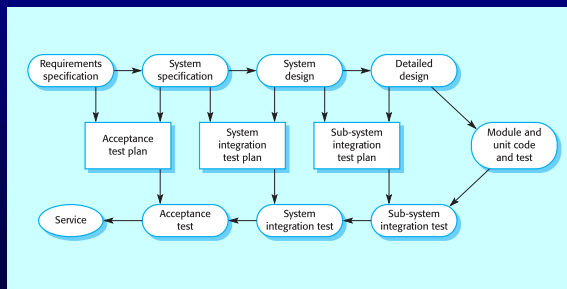 Requirements
specification
System
specification
System
design
Detailed
design
Acceptance
test plan
System
integration
test plan
Sub-system
integration
test plan
Module and
unit code
and test
Service
Acceptance
test
System
integration test
Sub-system
integration test